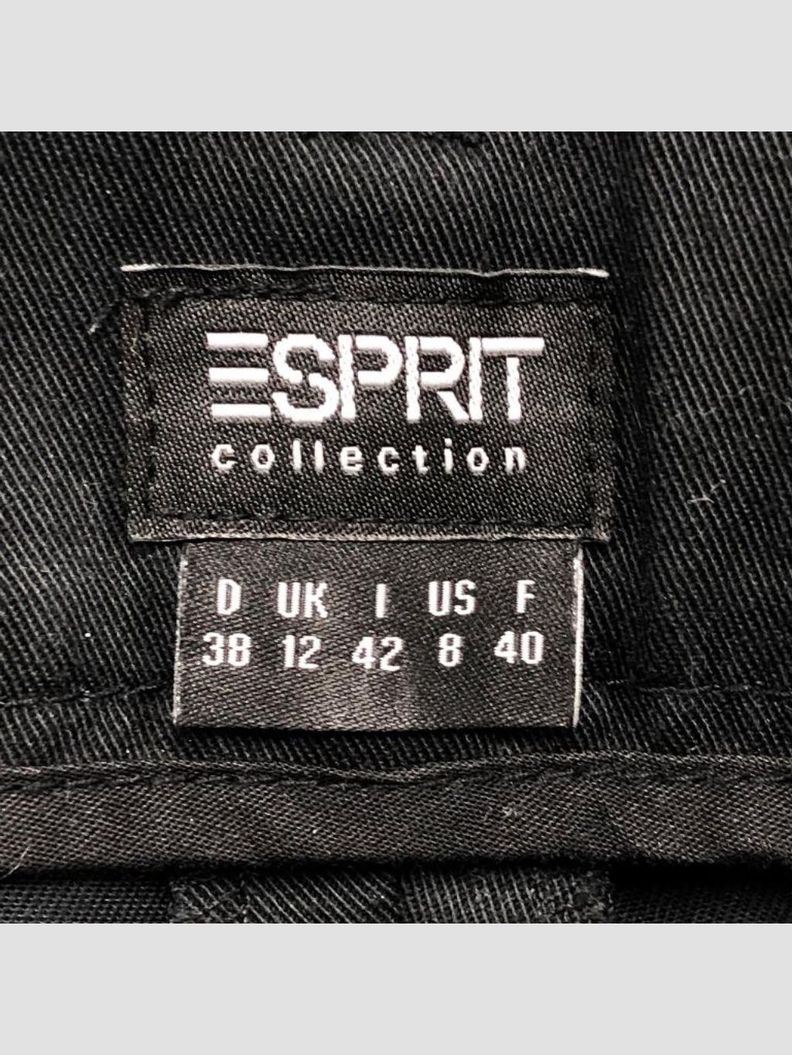 ESPRIT
collection
D UK I US F
38 12 42 8 40